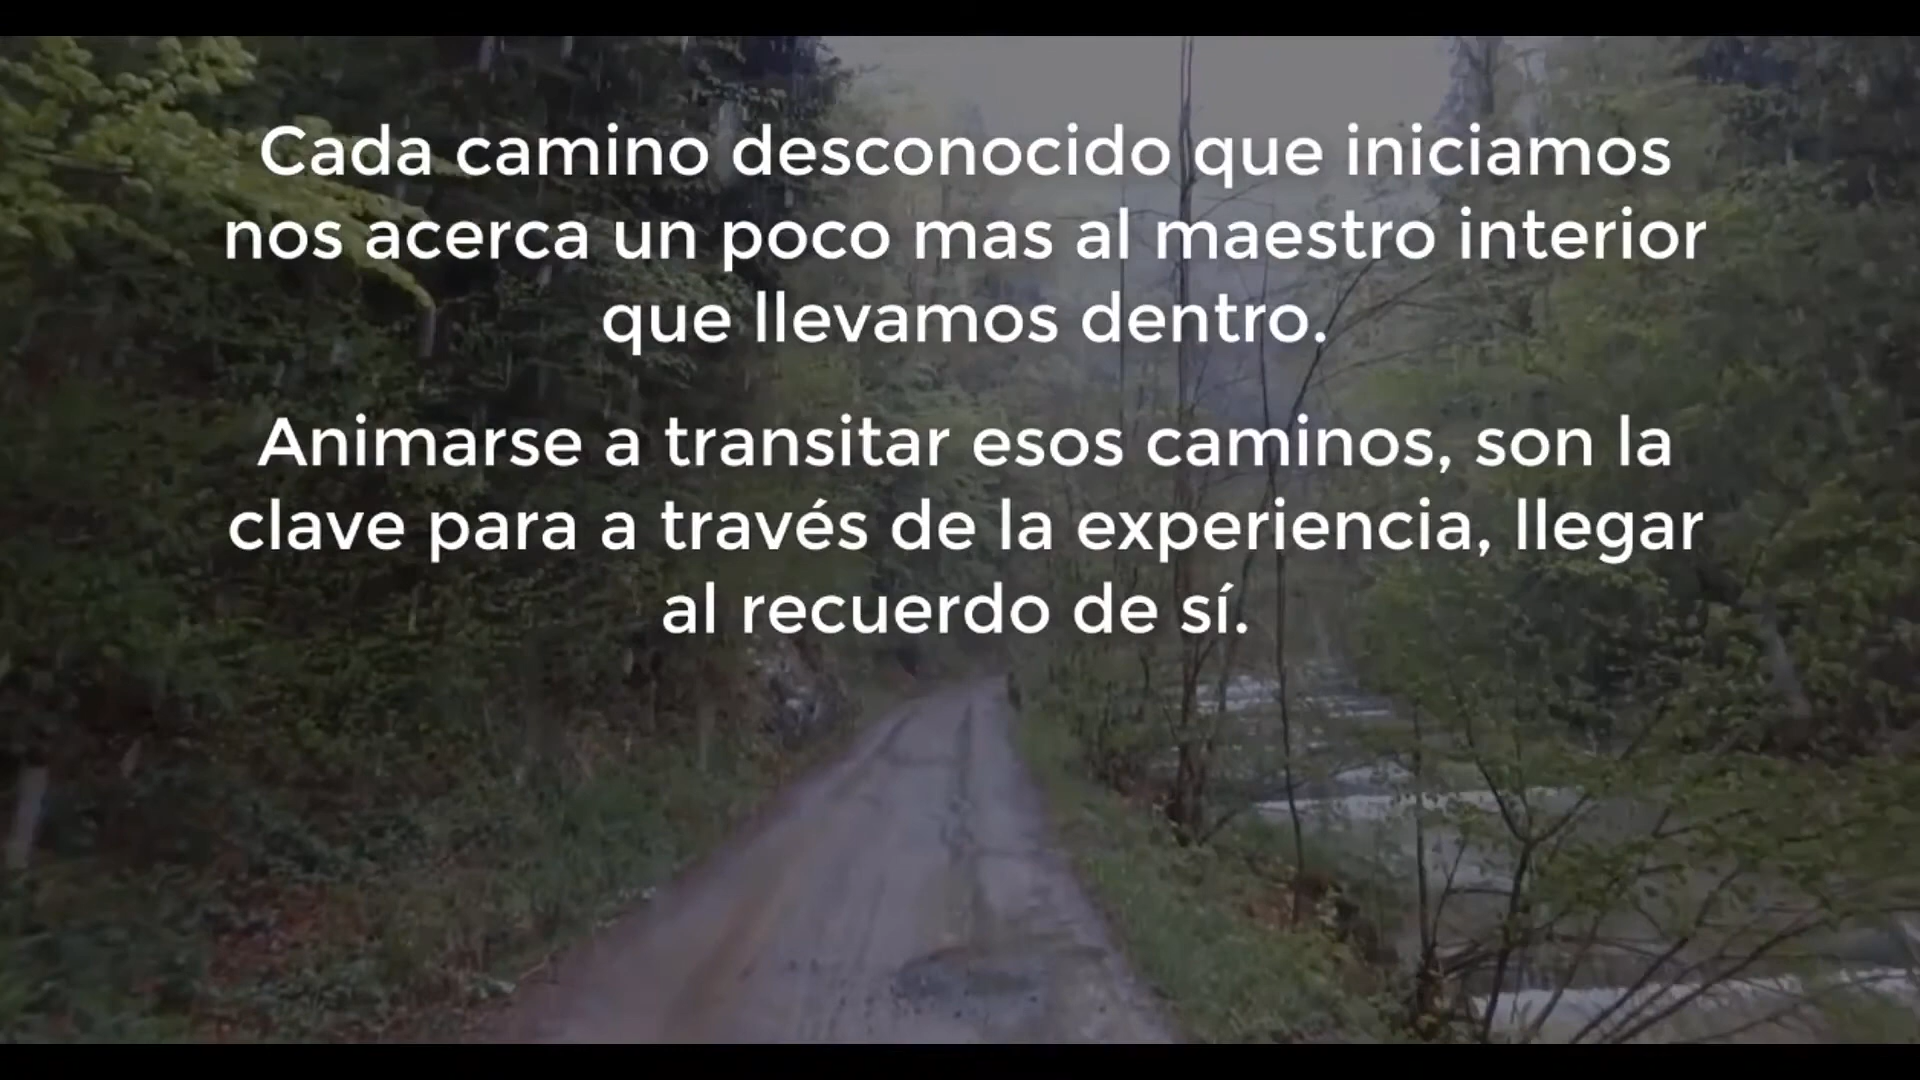 Cada camino desconocido que iniciamos
nos acerca un poco mas al maestro interior
que llevamos dentro.
Animarse a transitar esos caminos, son la
clave para a través de la experiencia, llegar
al recuerdo de sí.